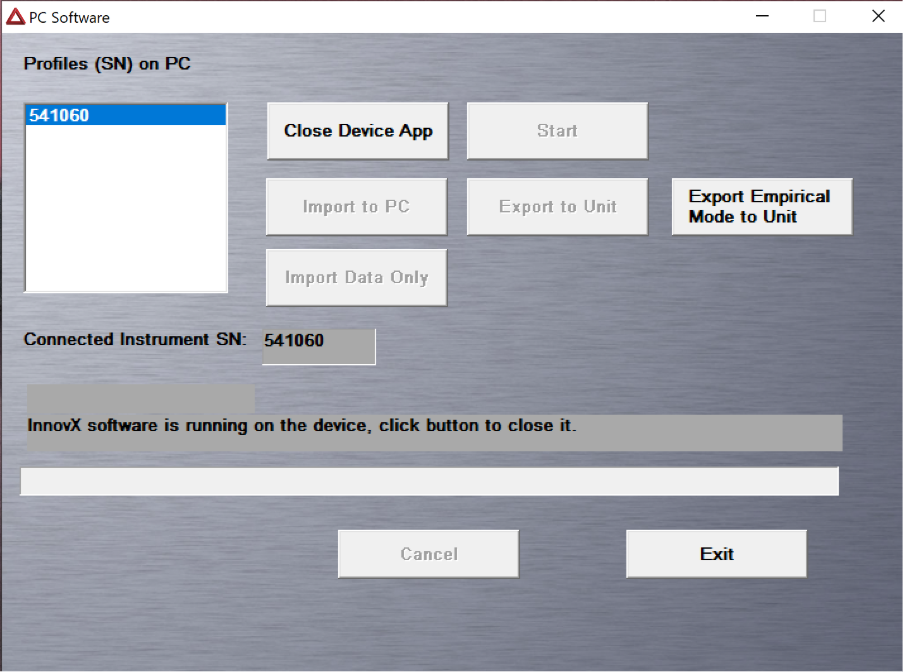 PC Software
Profiles (SN) on PC
541060
Close Device App
Start
Import to PC
Export to Unit
Export Empirical
Mode to Unit
Import Data Only
Connected Instrument SN:
541060
InnovX software is running on the device, click button to close it.
Cancel
Exit